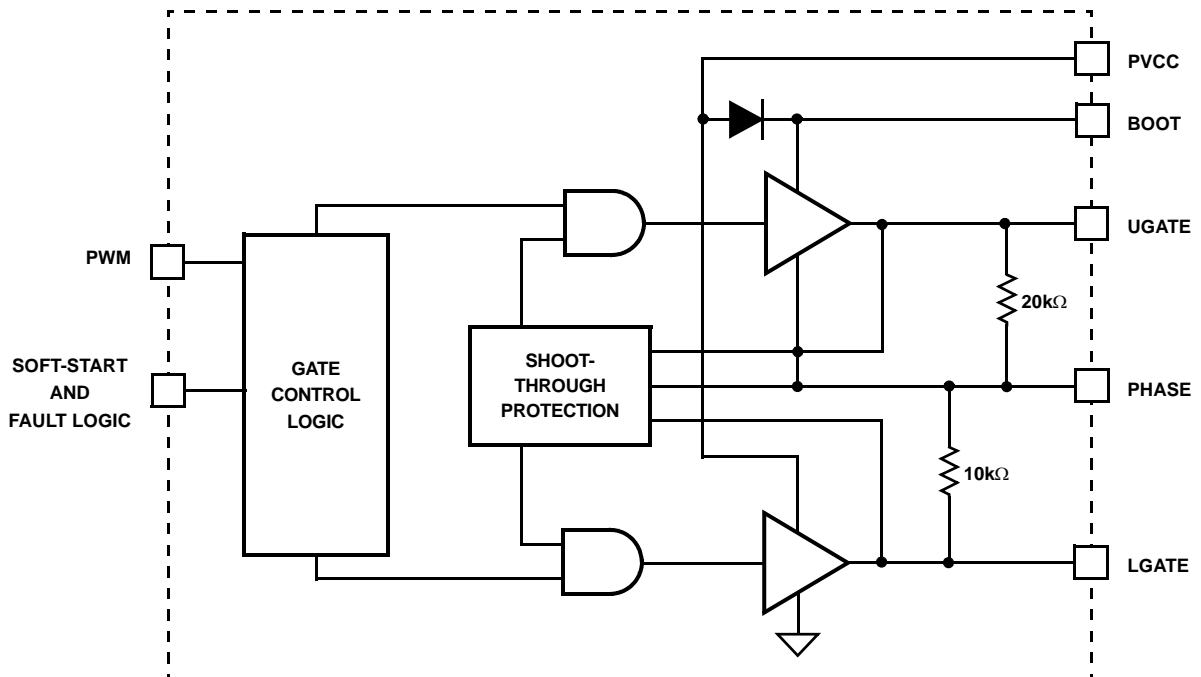 PVCC
BOOT
UGATE
PWM
20kΩ
SOFT-START
AND
FAULT LOGIC
GATE
CONTROL
LOGIC
SHOOT-
THROUGH
PROTECTION
PHASE
10kΩ
LGATE